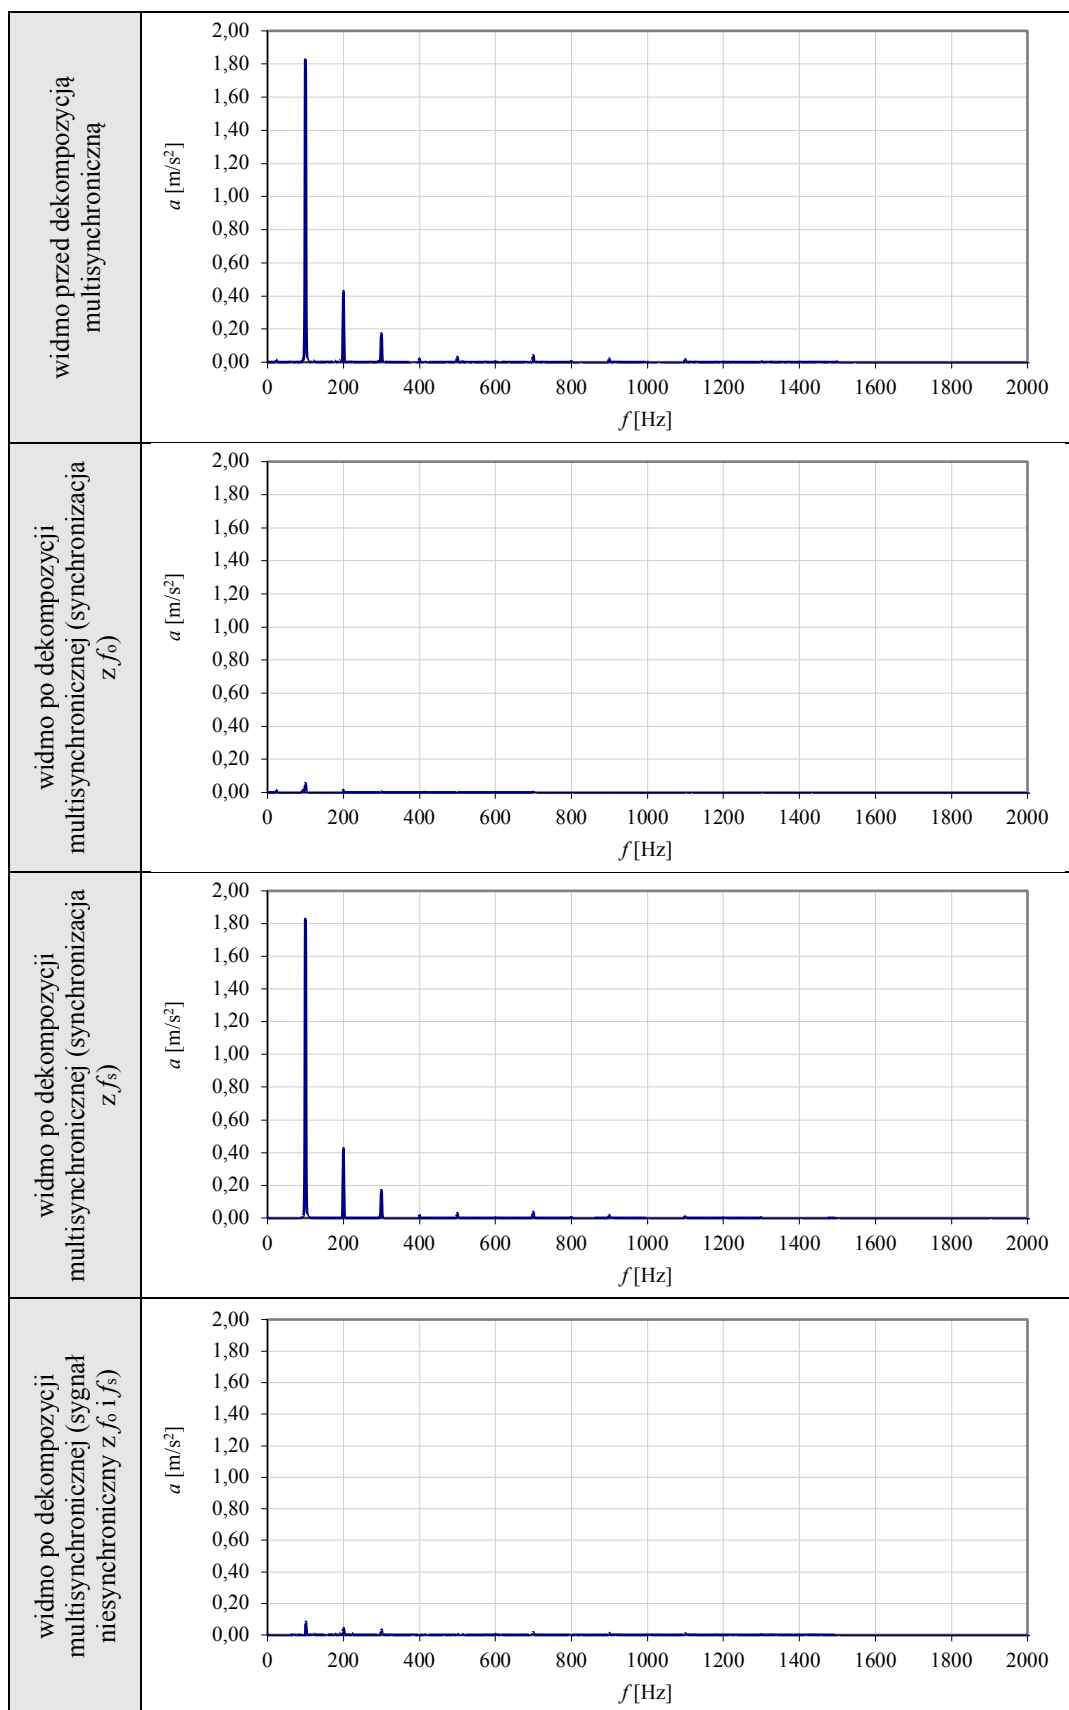 widmo przed dekompozycją
multisynchroniczną
2,00
1,80
1,60
1,40
1,20
1,00
0,80
0,60
0,40
0,20
0,00
a [m/s²]
0 200 400 600 800 1000 1200 1400 1600 1800 2000
f [Hz]
widmo po dekompozycji
multisynchronicznej (synchronizacja
z fo)
2,00
1,80
1,60
1,40
1,20
1,00
0,80
0,60
0,40
0,20
0,00
a [m/s²]
0 200 400 600 800 1000 1200 1400 1600 1800 2000
f [Hz]
widmo po dekompozycji
multisynchronicznej (synchronizacja
z fs)
2,00
1,80
1,60
1,40
1,20
1,00
0,80
0,60
0,40
0,20
0,00
a [m/s²]
0 200 400 600 800 1000 1200 1400 1600 1800 2000
f [Hz]
widmo po dekompozycji
multisynchronicznej (sygnał
niesynchroniczny z fo i fs)
2,00
1,80
1,60
1,40
1,20
1,00
0,80
0,60
0,40
0,20
0,00
a [m/s²]
0 200 400 600 800 1000 1200 1400 1600 1800 2000
f [Hz]